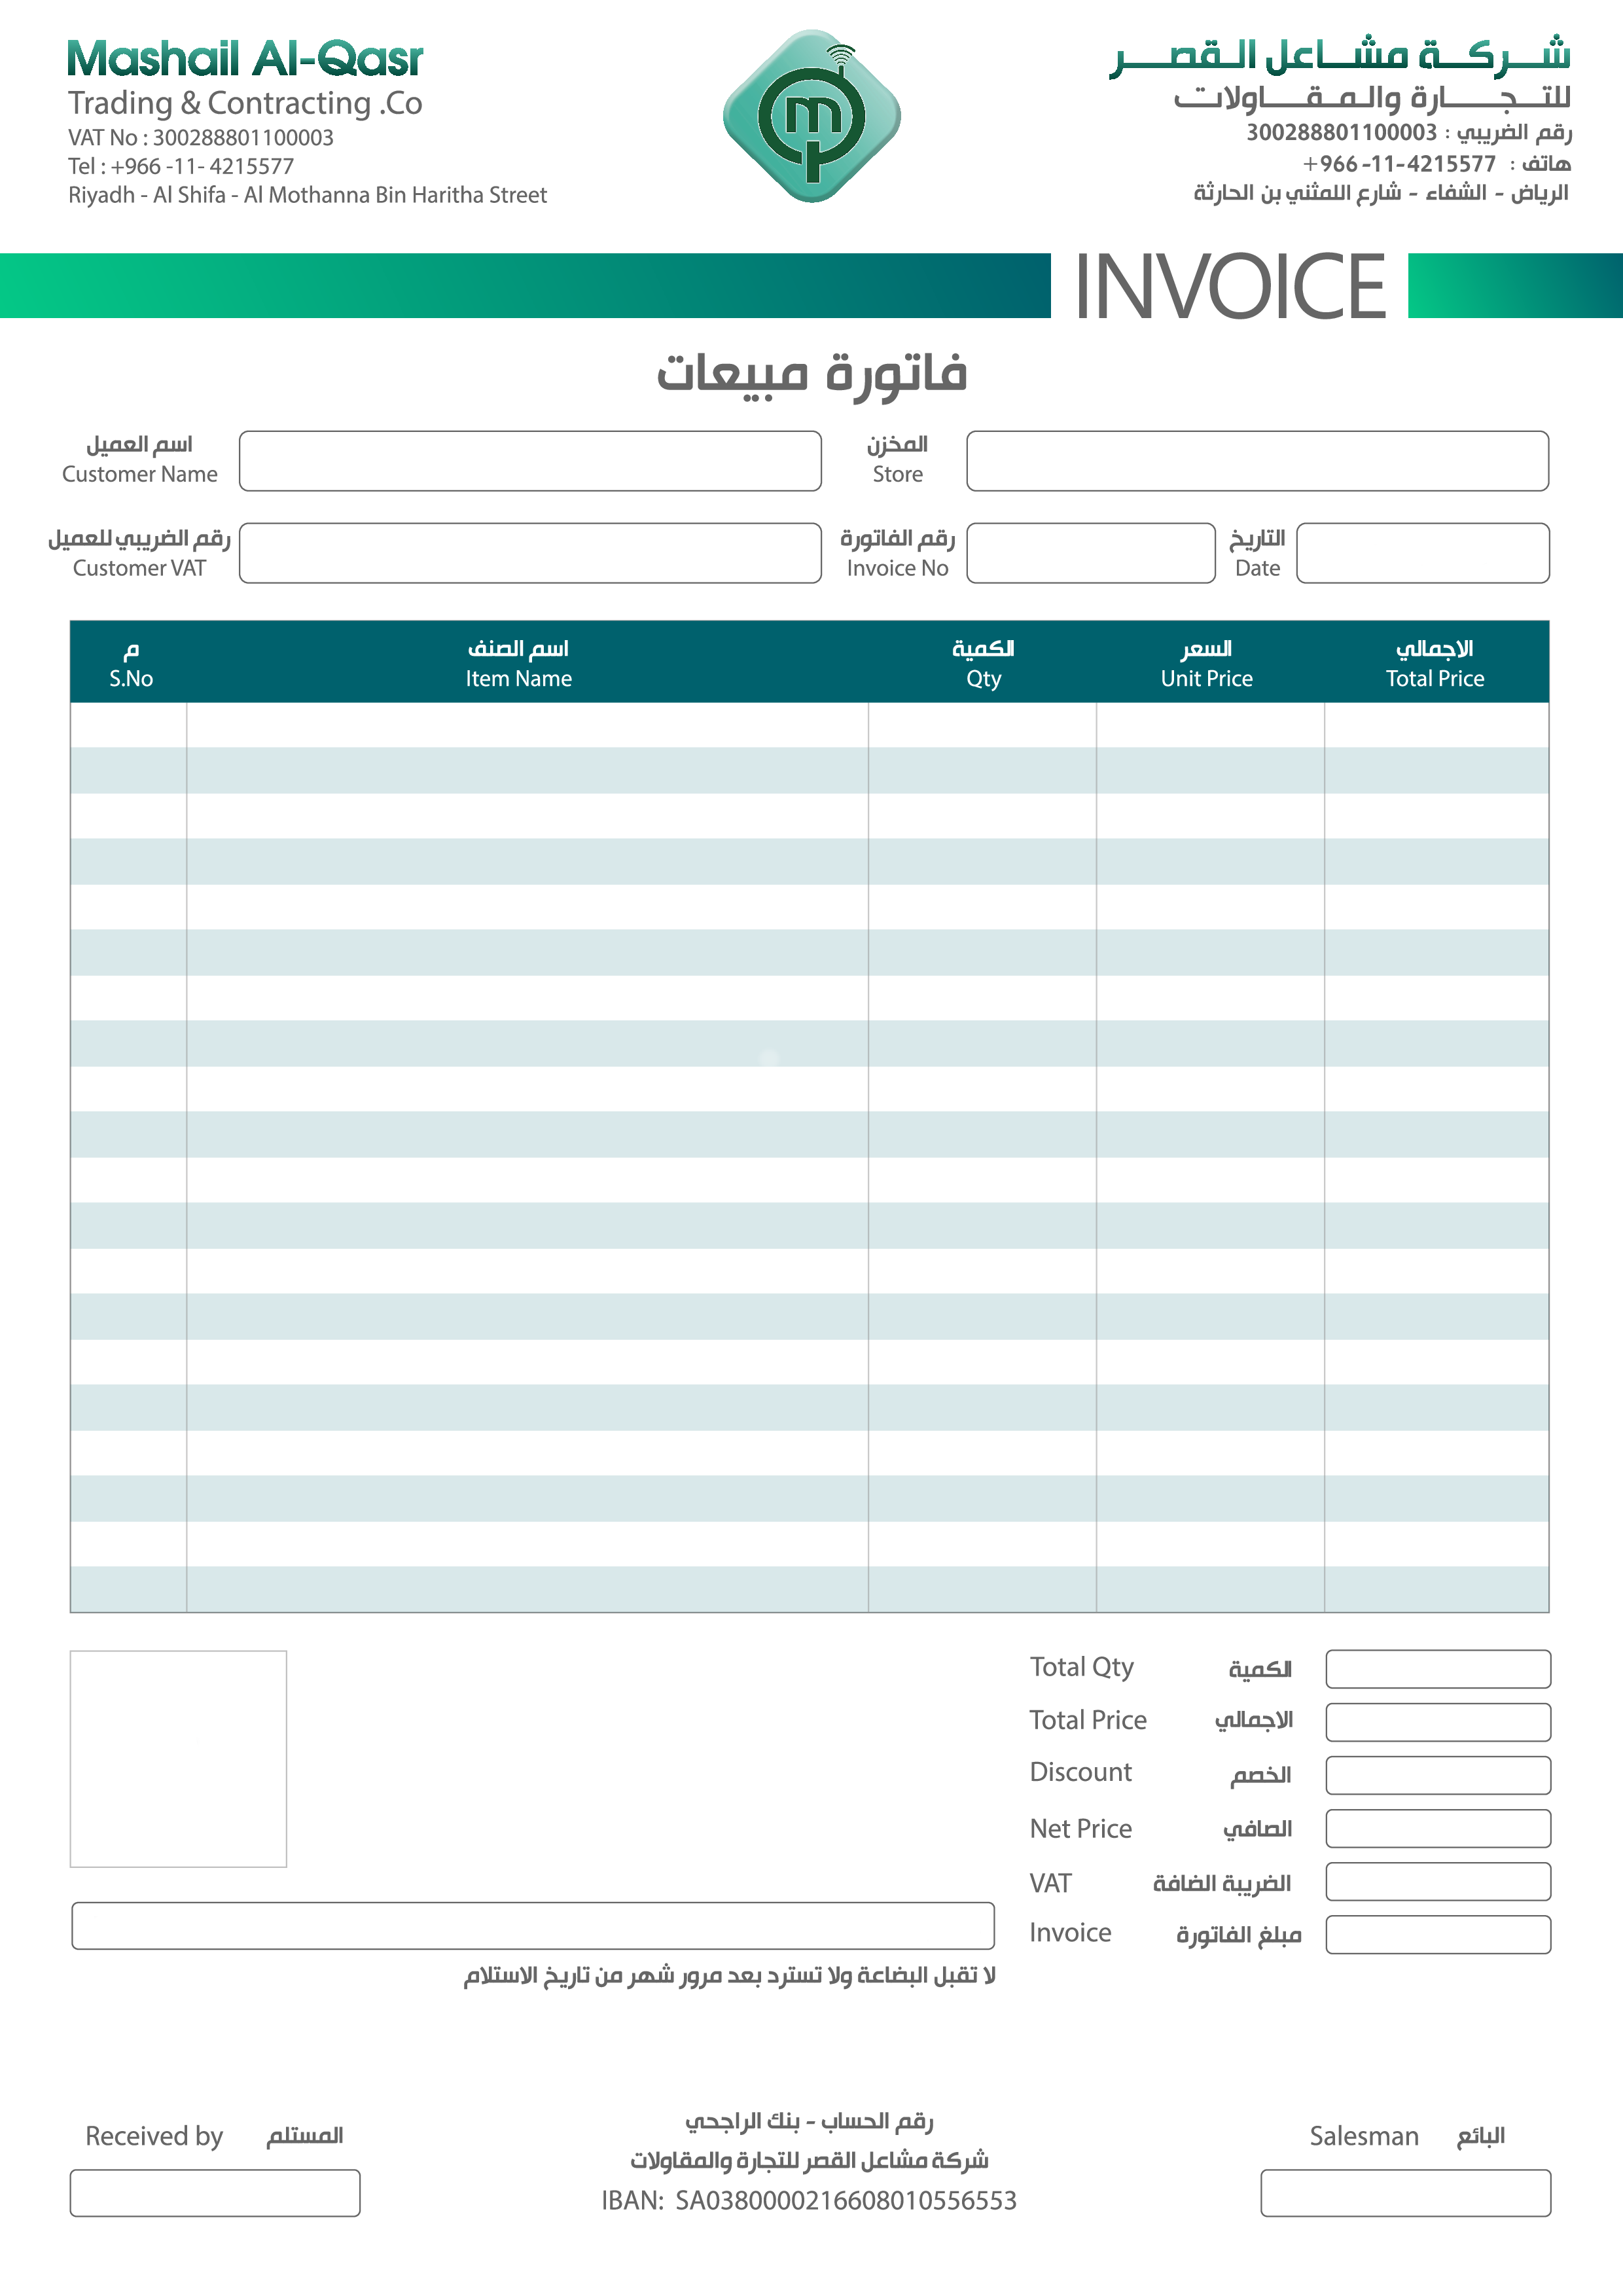 Mashail Al-Qasr
Trading & Contracting .Co
VAT No : 300288801100003
Tel : +966 -11- 4215577
Riyadh - Al Shifa - Al Mothanna Bin Haritha Street
m
شركة مشاعل القصر
للتجارة والمقاولات
رقم الضريبي : 300288801100003
هاتف : 966-11-4215577+
الرياض - الشفاء - شارع اللمثني بن الحارثة
INVOICE
فاتورة مبيعات
اسم العميل
Customer Name
المخزن
Store
رقم الضريبي للعميل
Customer VAT
رقم الفاتورة
Invoice No
التاريخ
Date
م
S.No
اسم الصنف
Item Name
الكمية
Qty
السعر
Unit Price
الاجمالي
Total Price
Total Qty الكمية
Total Price الاجمالي
Discount الخصم
Net Price الصافي
VAT الضريبة الضافة
Invoice مبلغ الفاتورة
لا تقبل البضاعة ولا تسترد بعد مرور شهر من تاريخ الاستلام
Received by المستلم
رقم الحساب - بنك الراجحي
شركة مشاعل القصر للتجارة والمقاولات
IBAN: SA0380000216608010556553
Salesman البائع